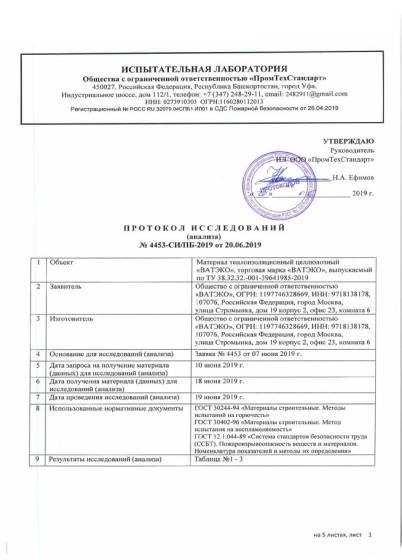 ИСПЫТАТЕЛЬНАЯ ЛАБОРАТОРИЯ
Общества с ограниченной ответственностью «ПромТехСтандарт»
450027, Российская Федерация, Республика Башкортостан, город Уфа,
Индустриальное шоссе, дом 112/1, телефон: +7 (347) 248-29-11, email: 2482911@gmail.com
ИНН: 0273910305 ОГРН:1160280112013
Регистрационный № РОСС RU.32079.04СПБ1.ИЛ01 в СДС Пожарной безопасности от 26.04.2019
УТВЕРЖДАЮ
Руководитель
ИЛ ООО «ПромТехСтандарт»
Н.А. Ефимов
2019 г.
ПРОТОКОЛ ИССЛЕДОВАНИЙ
(анализа)
№ 4453-СИ/ПБ-2019 от 20.06.2019
1 Объект Материал теплоизоляционный целлюлозный
«ВАТЭКО», торговая марка «ВАТЭКО», выпускаемый
по ТУ 38.32.32.-001-39641985-2019
2 Заявитель Общество с ограниченной ответственностью
«ВАТЭКО», ОГРН: 1197746328669, ИНН: 9718138178,
107076, Российская Федерация, город Москва,
улица Стромынка, дом 19 корпус 2, офис 23, комната 6
3 Изготовитель Общество с ограниченной ответственностью
«ВАТЭКО», ОГРН: 1197746328669, ИНН: 9718138178,
107076, Российская Федерация, город Москва,
улица Стромынка, дом 19 корпус 2, офис 23, комната 6
4 Основание для исследований (анализа) Заявка № 4453 от 07 июня 2019 г.
5 Дата запроса на получение материала
(данных) для исследований (анализа) 10 июня 2019 г.
6 Дата получения материала (данных) для
исследований (анализа) 18 июня 2019 г.
7 Дата проведения исследований (анализа) 19 июня 2019 г.
8 Использованные нормативные документы ГОСТ 30244-94 «Материалы строительные. Методы
испытаний на горючесть»
ГОСТ 30402-96 «Материалы строительные. Метод
испытания на воспламеняемость»
ГОСТ 12.1.044-89 «Система стандартов безопасности труда
(ССБТ). Пожаровзрывоопасность веществ и материалов.
Номенклатура показателей и методы их определения»
9 Результаты исследований (анализа) Таблица №1 - 3
на 5 листах, лист 1